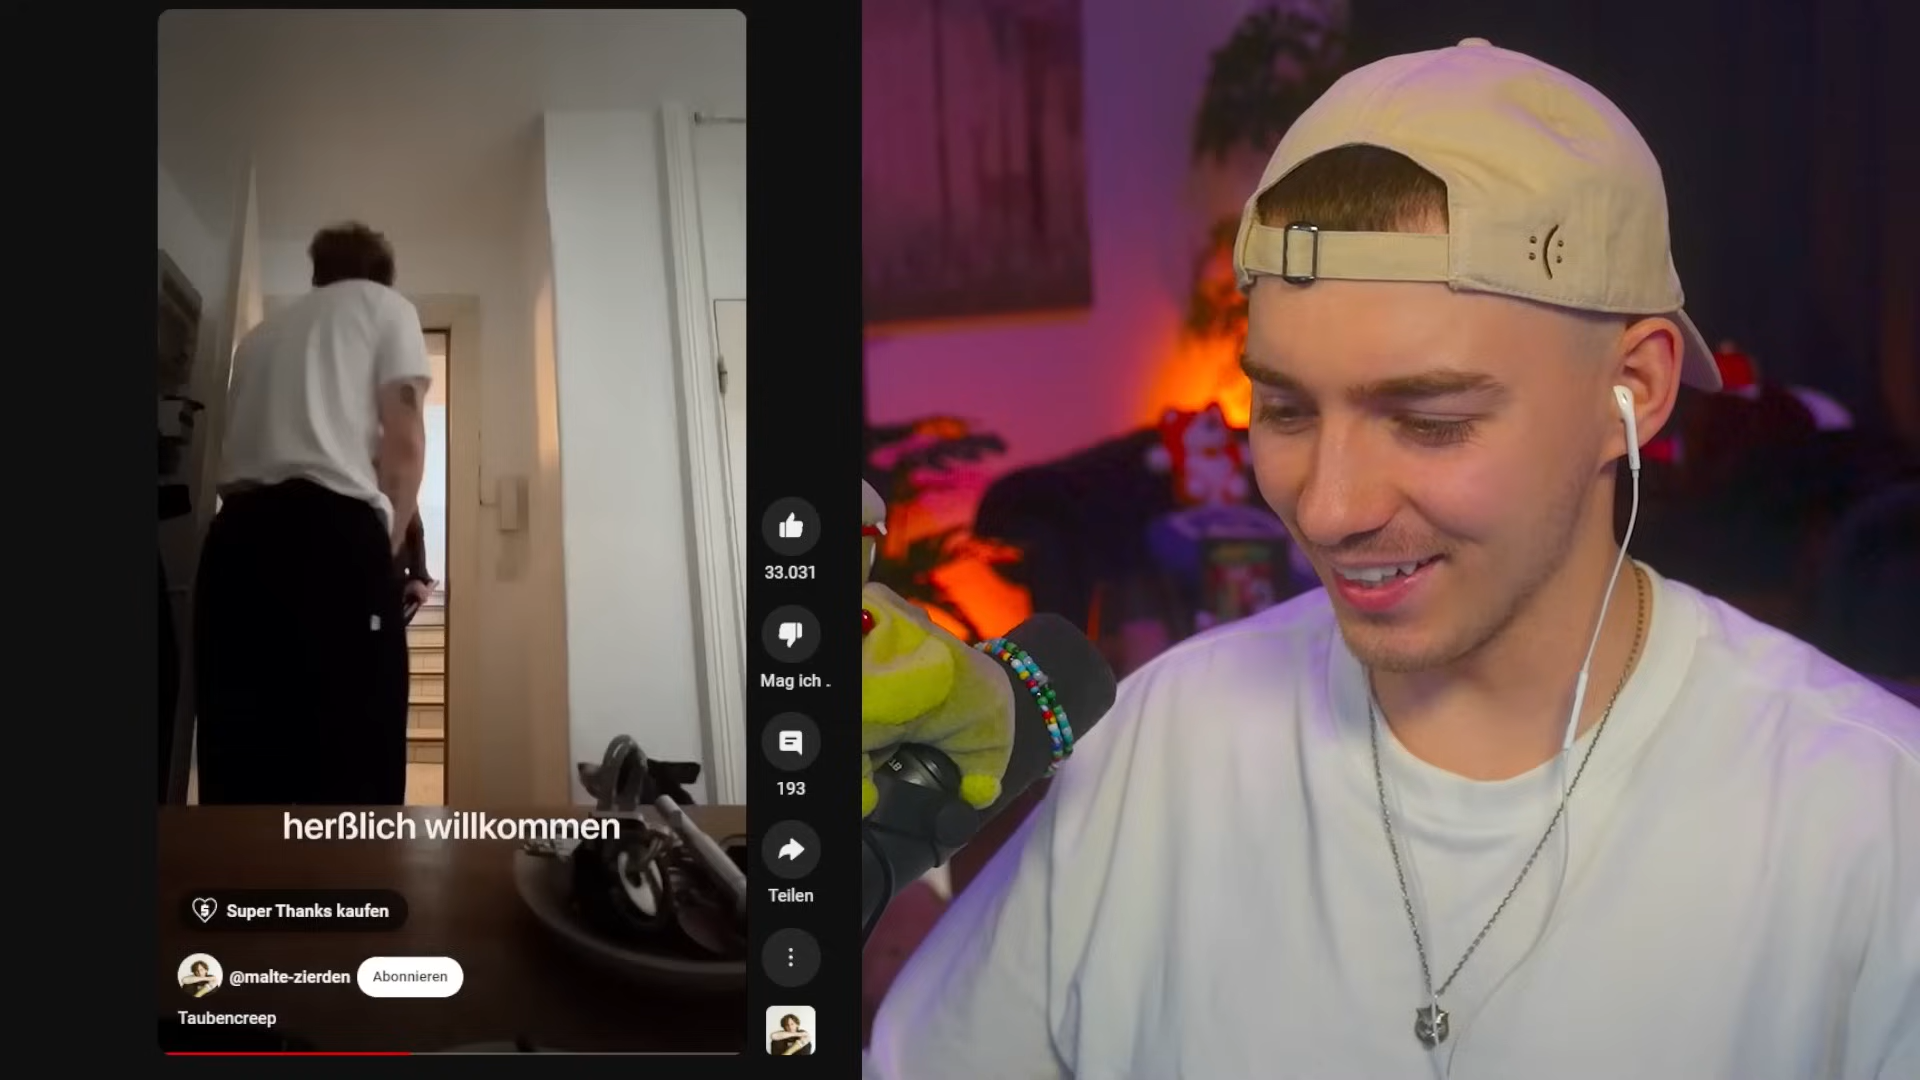 33.031
Mag ich .
193
Teilen
herßlich willkommen
Super Thanks kaufen
@malte-zierden
Abonnieren
Taubencreep